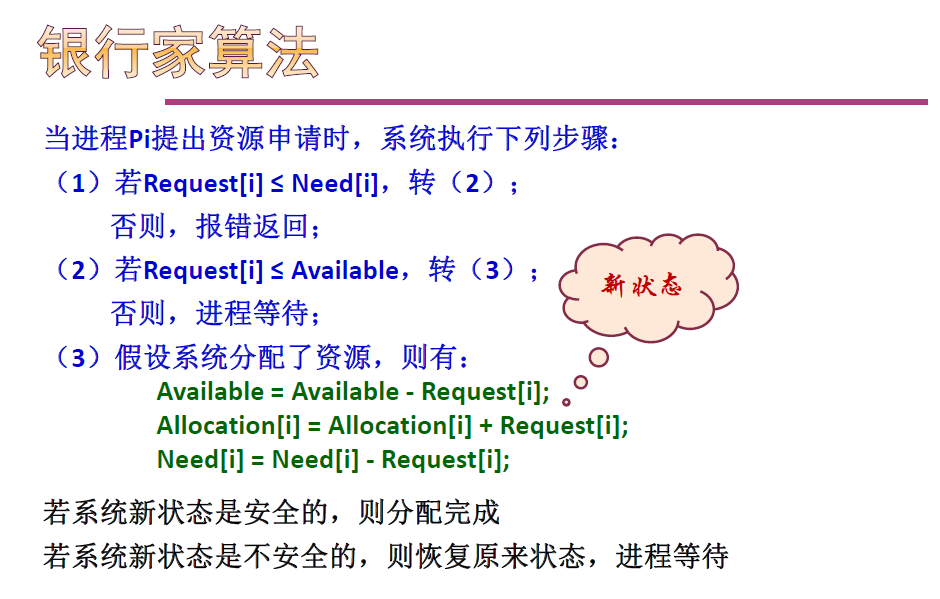 银行家算法
当进程Pi提出资源申请时，系统执行下列步骤：
（1）若Request[i] ≤ Need[i]，转（2）；
否则，报错返回；
（2）若Request[i] ≤ Available，转（3）；
否则，进程等待；
新状态
（3）假设系统分配了资源，则有：
Available = Available - Request[i];
Allocation[i] = Allocation[i] + Request[i];
Need[i] = Need[i] - Request[i];
若系统新状态是安全的，则分配完成
若系统新状态是不安全的，则恢复原来状态，进程等待